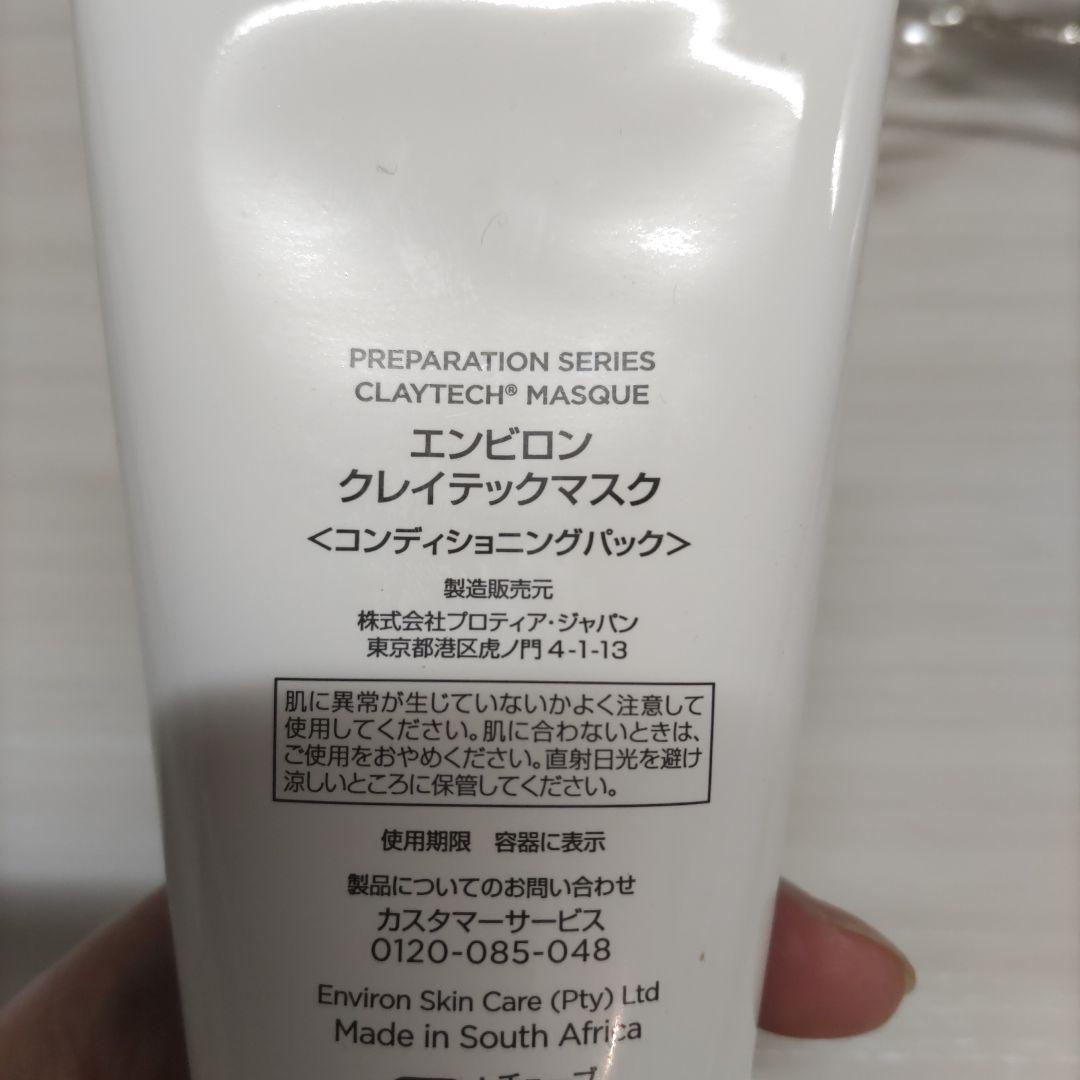 PREPARATION SERIES
CLAYTECH® MASQUE
エンビロン
クレイテックマスク
<コンディショニングパック>
製造販売元
株式会社プロティア・ジャパン
東京都港区虎ノ門4-1-13
肌に異常が生じていないかよく注意して
使用してください。肌に合わないときは、
ご使用をおやめください。直射日光を避け
涼しいところに保管してください。
使用期限 容器に表示
製品についてのお問い合わせ
カスタマーサービス
0120-085-048
Environ Skin Care (Pty) Ltd
Made in South Africa
チューブ